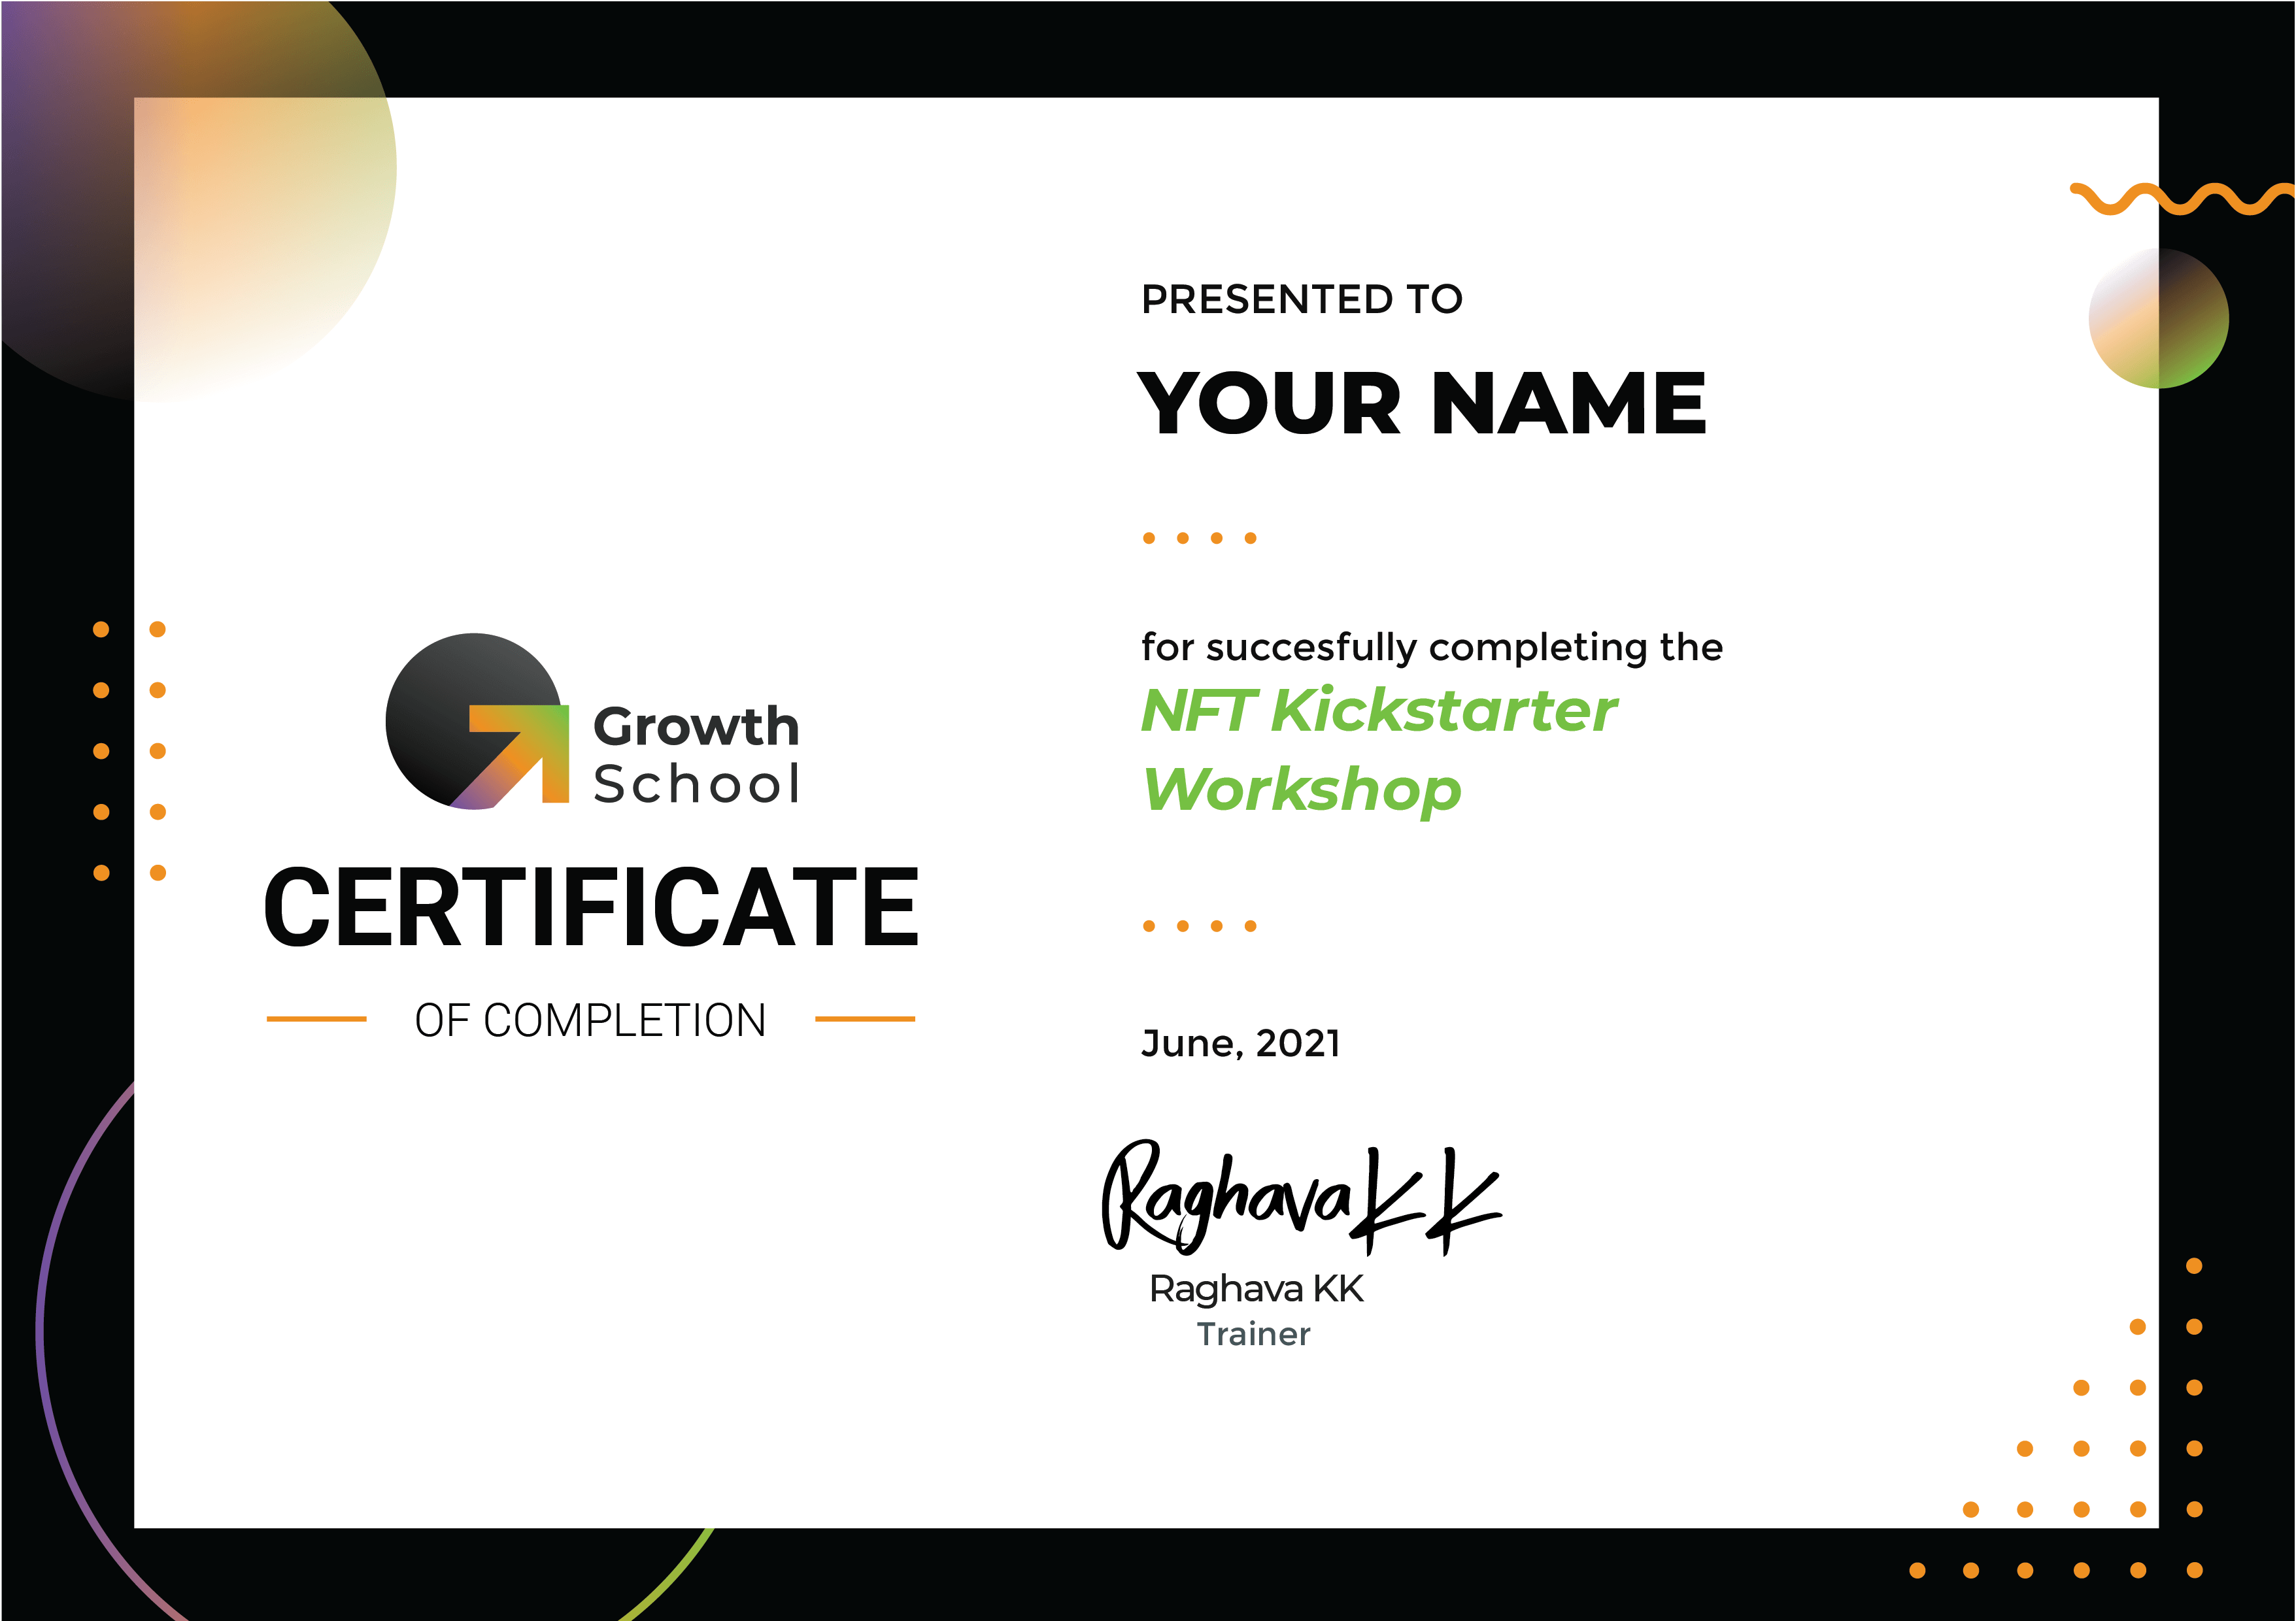 Growth
School
CERTIFICATE
OF COMPLETION
PRESENTED TO
YOUR NAME
for succesfully completing the
NFT Kickstarter
Workshop
June, 2021
Raghava KK
Raghava KK
Trainer